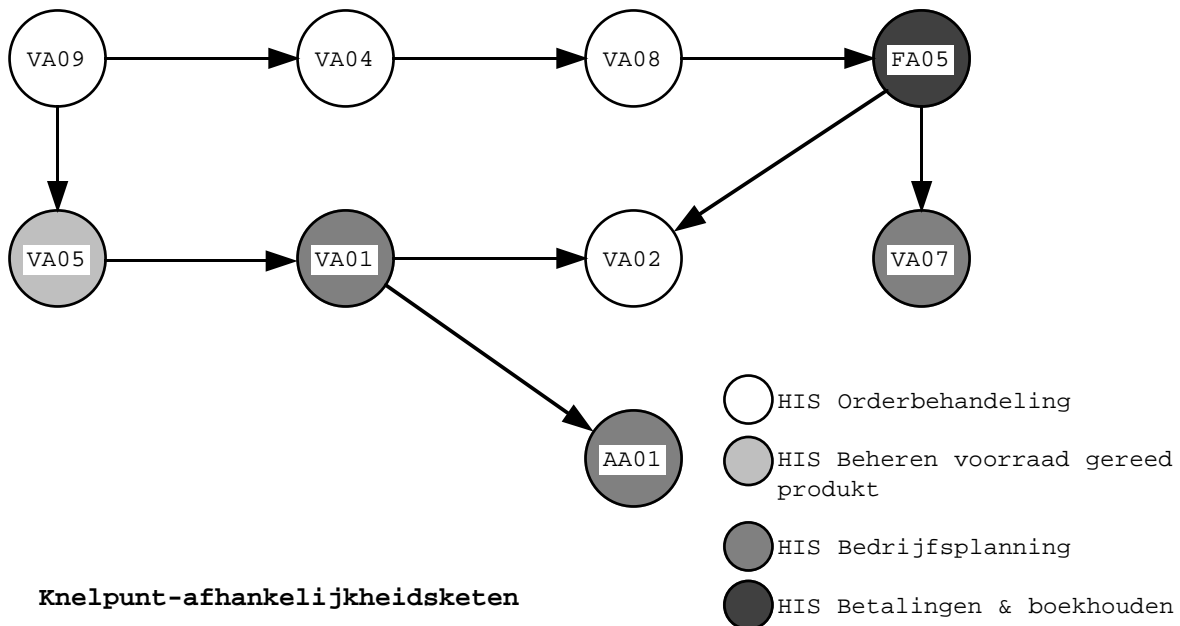 VA09
VA04
VA08
FA05
VA05
VA01
VA02
VA07
AA01
HIS Orderbehandeling
HIS Beheren voorraad gereed
produkt
HIS Bedrijfsplanning
HIS Betalingen & boekhouden
Knelpunt-afhankelijkheidsketen